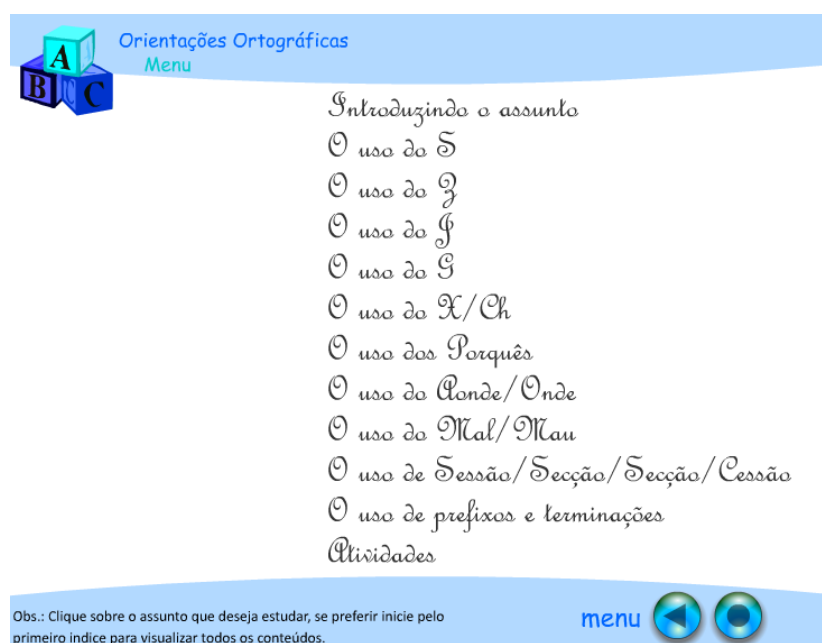 Orientações Ortográficas
Menu
A
B C C
Introduzindo o assunto
O uso do S
O uso do Z
O uso do J
O uso do G
O uso do X/Ch
O uso dos Porquês
O uso do Aonde/Onde
O uso do Mal/Mau
O uso de Sessão/Secção/Secção/Cessão
O uso de prefixos e terminações
Atividades
Obs.: Clique sobre o assunto que deseja estudar, se preferir inicie pelo
primeiro indice para visualizar todos os conteúdos.
menu